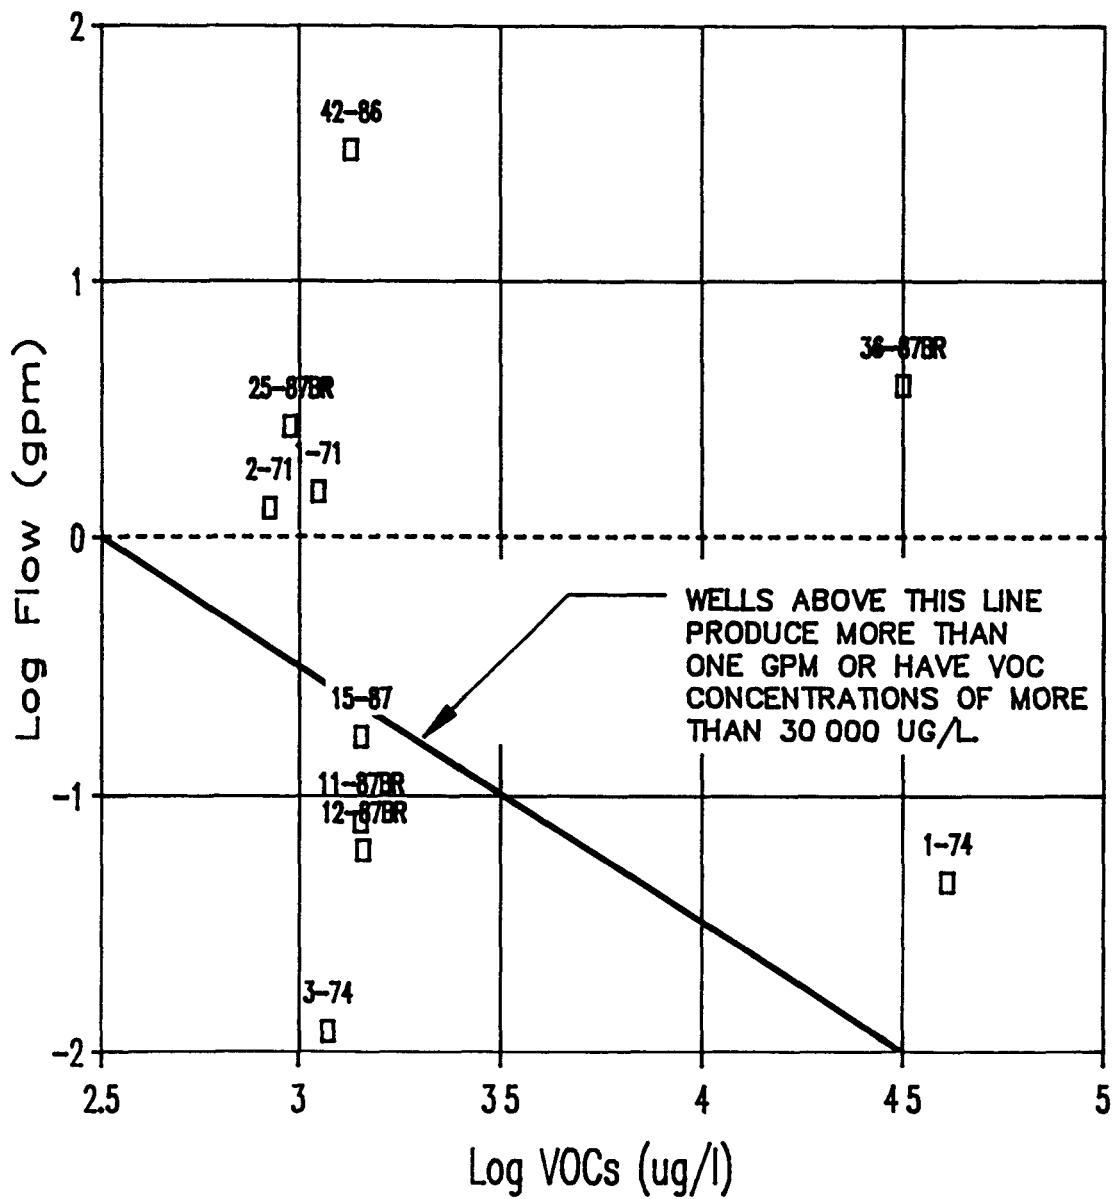 2
42-86
1
36-87BR
25-87BR
1-71
2-71
0
Log Flow (gpm)
WELLS ABOVE THIS LINE
PRODUCE MORE THAN
ONE GPM OR HAVE VOC
CONCENTRATIONS OF MORE
THAN 30 000 UG/L.
15-87
11-87BR
-1
12-87BR
1-74
3-74
-2
2.5
3
3 5
4
4 5
5
Log VOCs (ug/l)